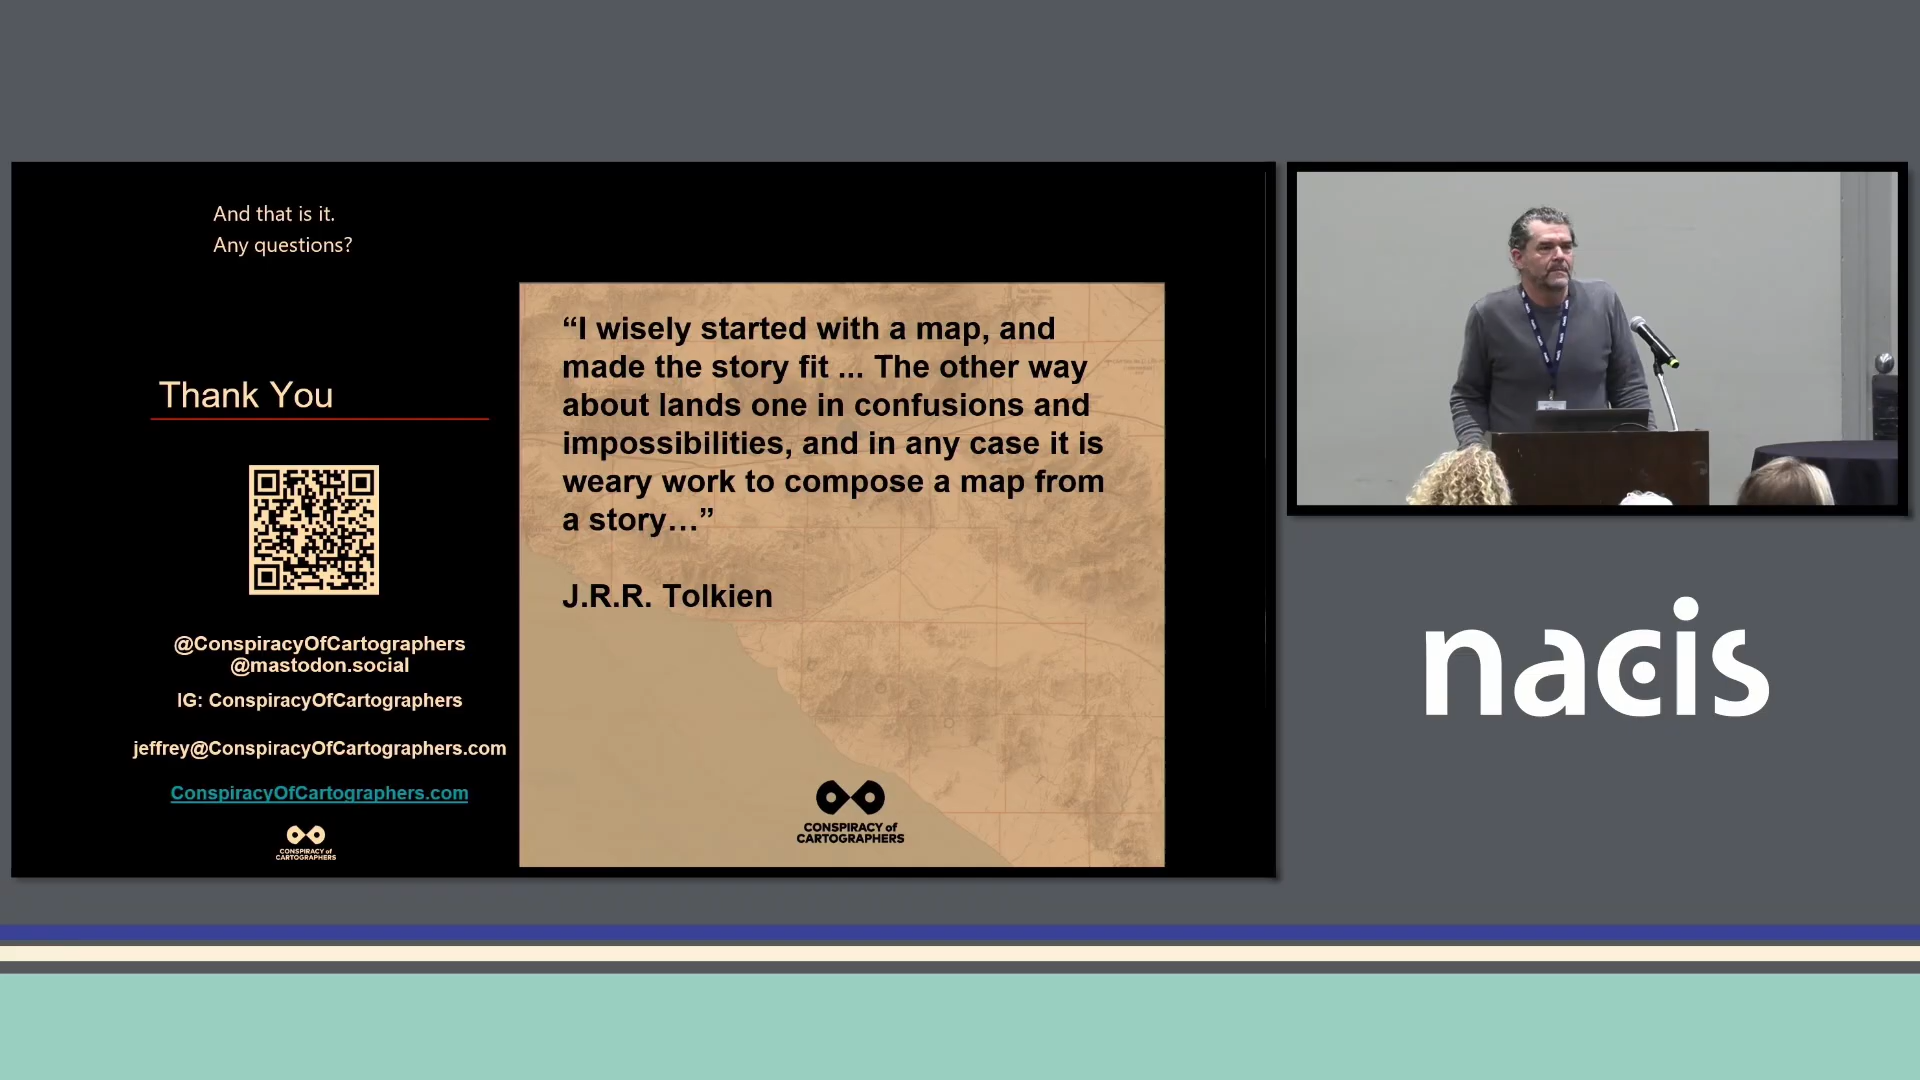 And that is it.
Any questions?
Thank You
@ConspiracyOfCartographers
@mastodon.social
IG: ConspiracyOfCartographers
jeffrey@ConspiracyOfCartographers.com
ConspiracyOfCartographers.com
CONSPIRACY of
CARTOGRAPHERS
“I wisely started with a map, and
made the story fit ... The other way
about lands one in confusions and
impossibilities, and in any case it is
weary work to compose a map from
a story…”
J.R.R. Tolkien
CONSPIRACY of
CARTOGRAPHERS
nacis